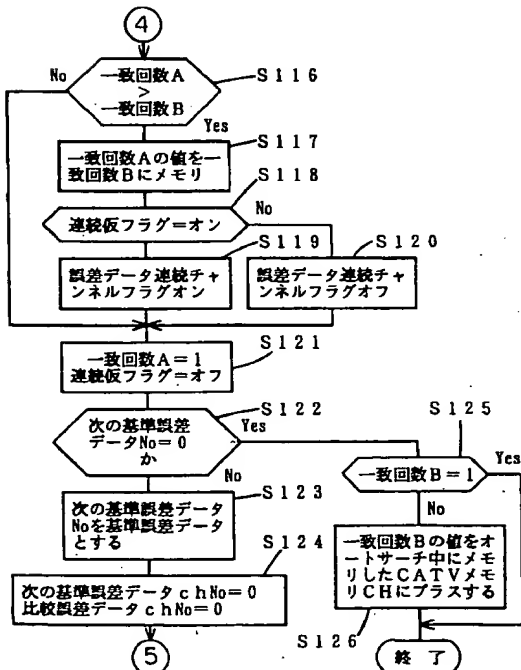 ④
No
一致回数A
>
一致回数B
S116
Yes
S117
一致回数Aの値を一
致回数Bにメモリ
S118
連続仮フラグ=オン
No
S119
S120
誤差データ連続チャ
ンネルフラグオン
誤差データ連続チャ
ンネルフラグオフ
S121
一致回数A=1
連続仮フラグ=オフ
S122
次の基準誤差
データNo=0
か
Yes
S125
No
一致回数B=1
Yes
S123
次の基準誤差データ
Noを基準誤差データ
とする
No
S124
一致回数Bの値をオ
ートサーチ中にメモ
リしたCATVメモ
リCHにプラスする
次の基準誤差データchNo=0
比較誤差データchNo=0
S126
⑤
終了